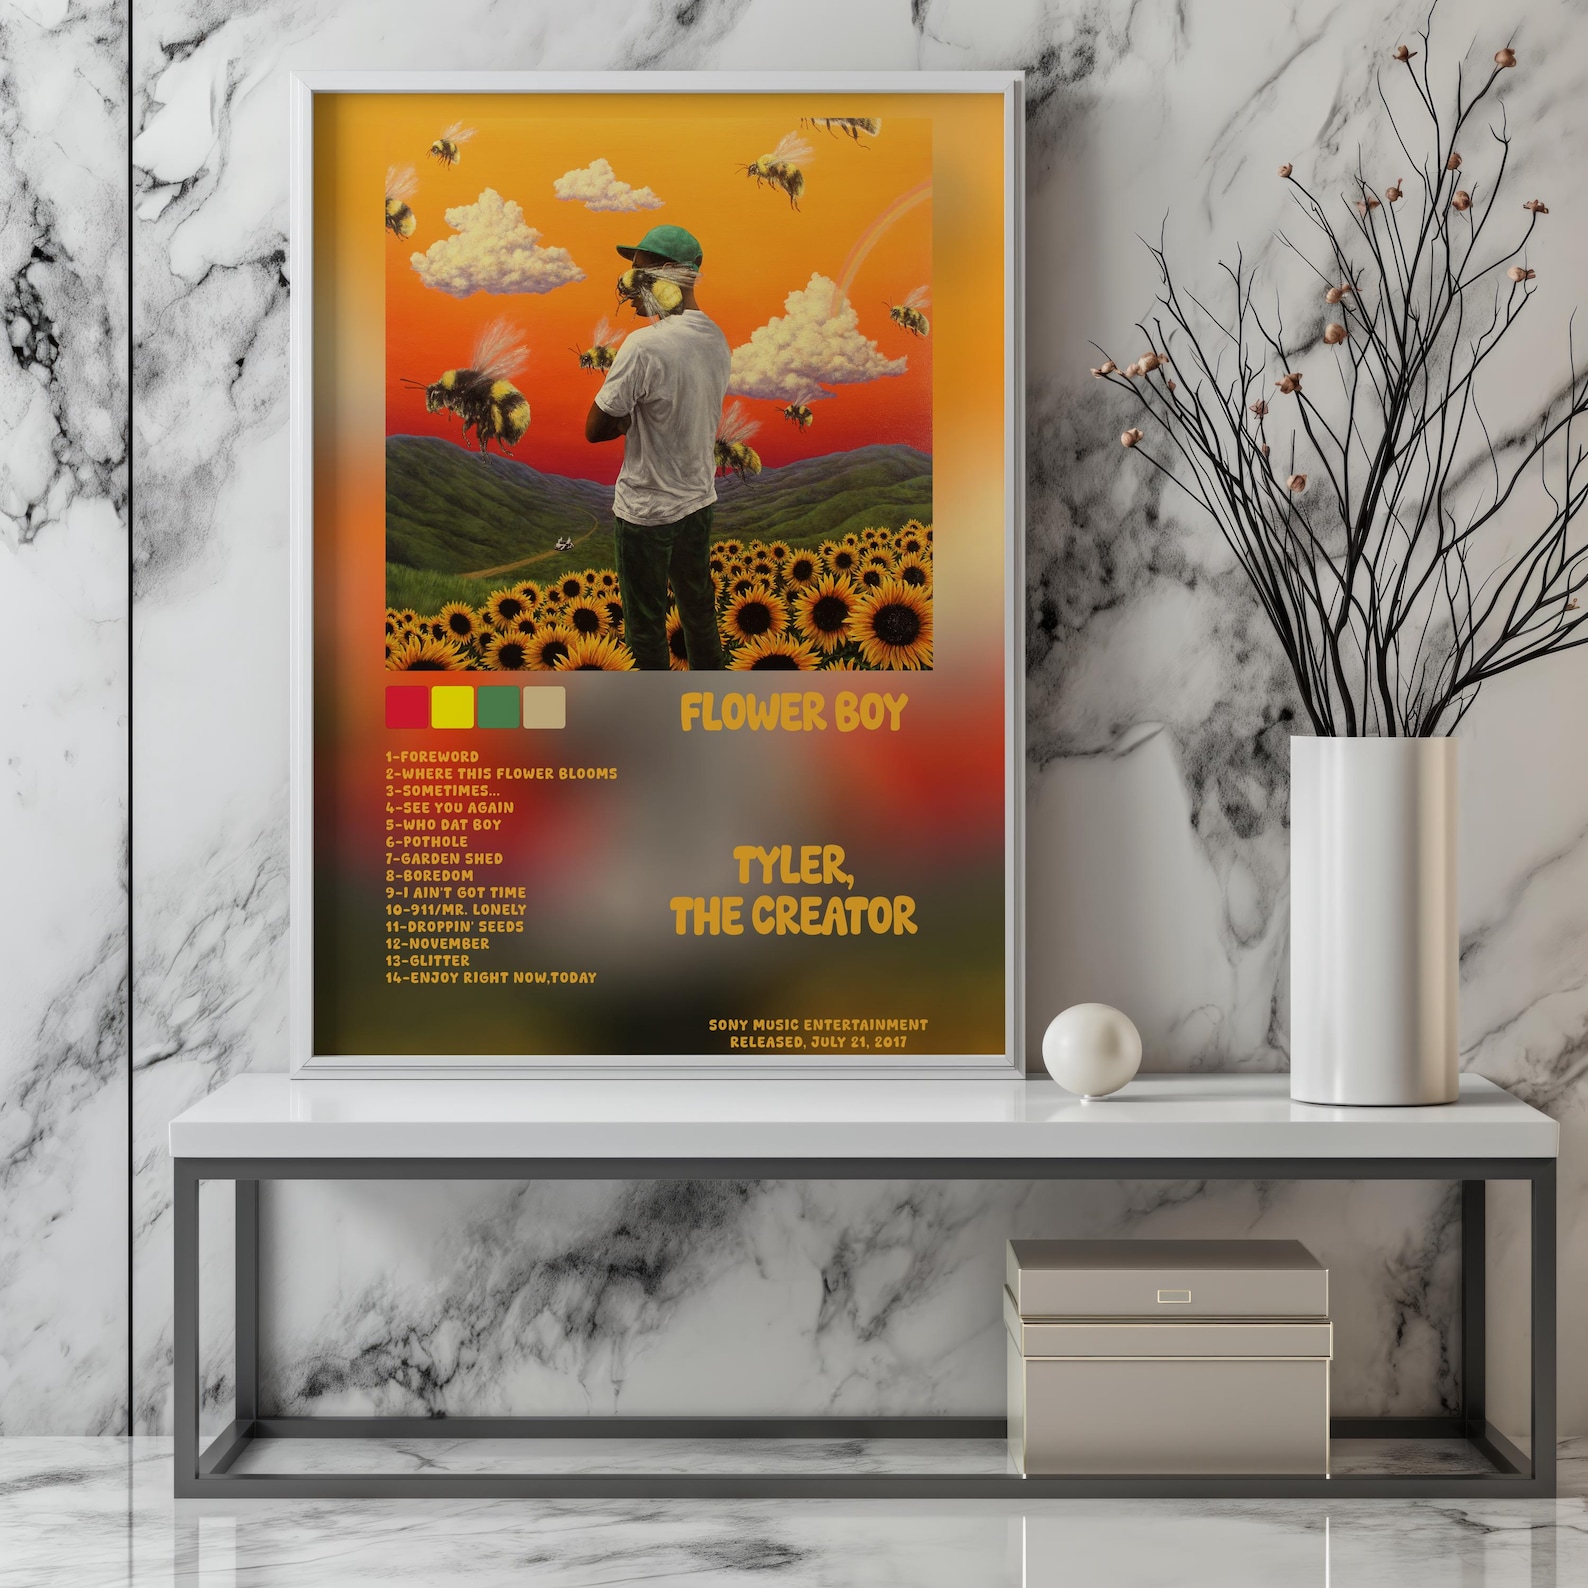 FLOWER BOY
1-FOREWORD
2-WHERE THIS FLOWER BLOOMS
3-SOMETIMES...
4-SEE YOU AGAIN
5-WHO DAT BOY
6-POTHOLE
7-GARDEN SHED
8-BOREDOM
9-I AIN'T GOT TIME
10-911/MR. LONELY
11-DROPPIN' SEEDS
12-NOVEMBER
13-GLITTER
14-ENJOY RIGHT NOW,TODAY
TYLER,
THE CREATOR
SONY MUSIC ENTERTAINMENT
RELEASED, JULY 21, 2017